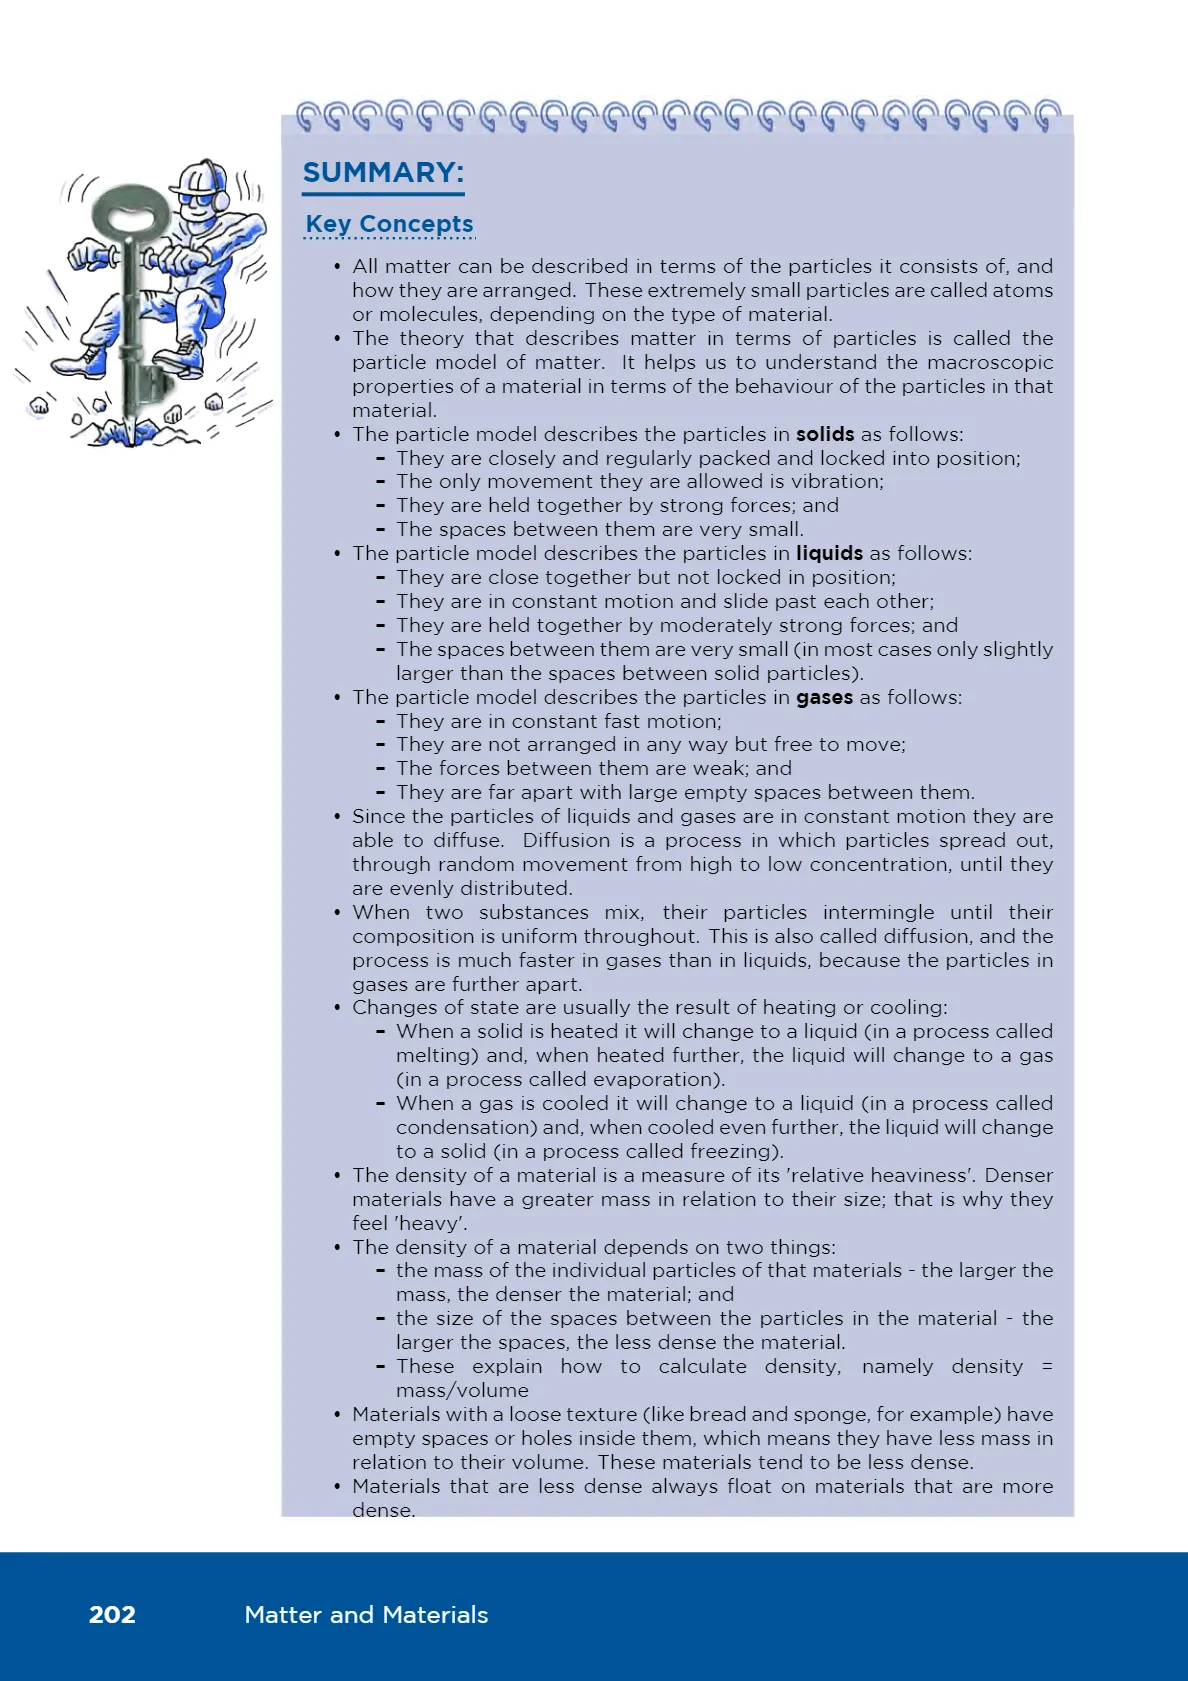 SUMMARY:
Key Concepts
• All matter can be described in terms of the particles it consists of, and
how they are arranged. These extremely small particles are called atoms
or molecules, depending on the type of material.
• The theory that describes matter in terms of particles is called the
particle model of matter. It helps us to understand the macroscopic
properties of a material in terms of the behaviour of the particles in that
material.
• The particle model describes the particles in solids as follows:
– They are closely and regularly packed and locked into position;
– The only movement they are allowed is vibration;
– They are held together by strong forces; and
– The spaces between them are very small.
• The particle model describes the particles in liquids as follows:
– They are close together but not locked in position;
– They are in constant motion and slide past each other;
– They are held together by moderately strong forces; and
– The spaces between them are very small (in most cases only slightly
larger than the spaces between solid particles).
• The particle model describes the particles in gases as follows:
– They are in constant fast motion;
– They are not arranged in any way but free to move;
– The forces between them are weak; and
– They are far apart with large empty spaces between them.
• Since the particles of liquids and gases are in constant motion they are
able to diffuse. Diffusion is a process in which particles spread out,
through random movement from high to low concentration, until they
are evenly distributed.
• When two substances mix, their particles intermingle until their
composition is uniform throughout. This is also called diffusion, and the
process is much faster in gases than in liquids, because the particles in
gases are further apart.
• Changes of state are usually the result of heating or cooling:
– When a solid is heated it will change to a liquid (in a process called
melting) and, when heated further, the liquid will change to a gas
(in a process called evaporation).
– When a gas is cooled it will change to a liquid (in a process called
condensation) and, when cooled even further, the liquid will change
to a solid (in a process called freezing).
• The density of a material is a measure of its 'relative heaviness'. Denser
materials have a greater mass in relation to their size; that is why they
feel 'heavy'.
• The density of a material depends on two things:
– the mass of the individual particles of that materials - the larger the
mass, the denser the material; and
– the size of the spaces between the particles in the material - the
larger the spaces, the less dense the material.
– These explain how to calculate density, namely density =
mass/volume
• Materials with a loose texture (like bread and sponge, for example) have
empty spaces or holes inside them, which means they have less mass in
relation to their volume. These materials tend to be less dense.
• Materials that are less dense always float on materials that are more
dense.
202 Matter and Materials